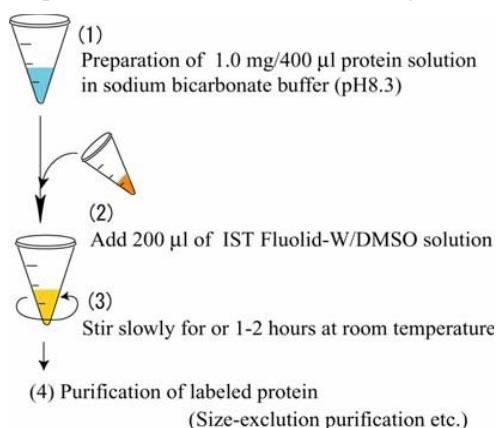 (1)
Preparation of 1.0 mg/400 µl protein solution
in sodium bicarbonate buffer (pH8.3)
(2)
Add 200 µl of IST Fluolid-W/DMSO solution
(3)
Stir slowly for or 1-2 hours at room temperature
(4) Purification of labeled protein
(Size-exclution purification etc.)